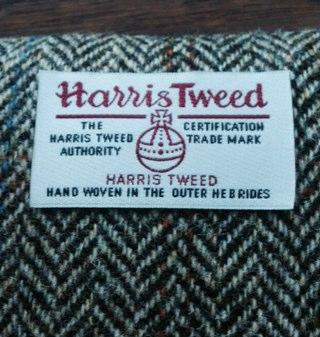 Harris Tweed
THE CERTIFICATION
HARRIS TWEED TRADE MARK
AUTHORITY
HARRIS TWEED
HAND WOVEN IN THE OUTER HEBRIDES